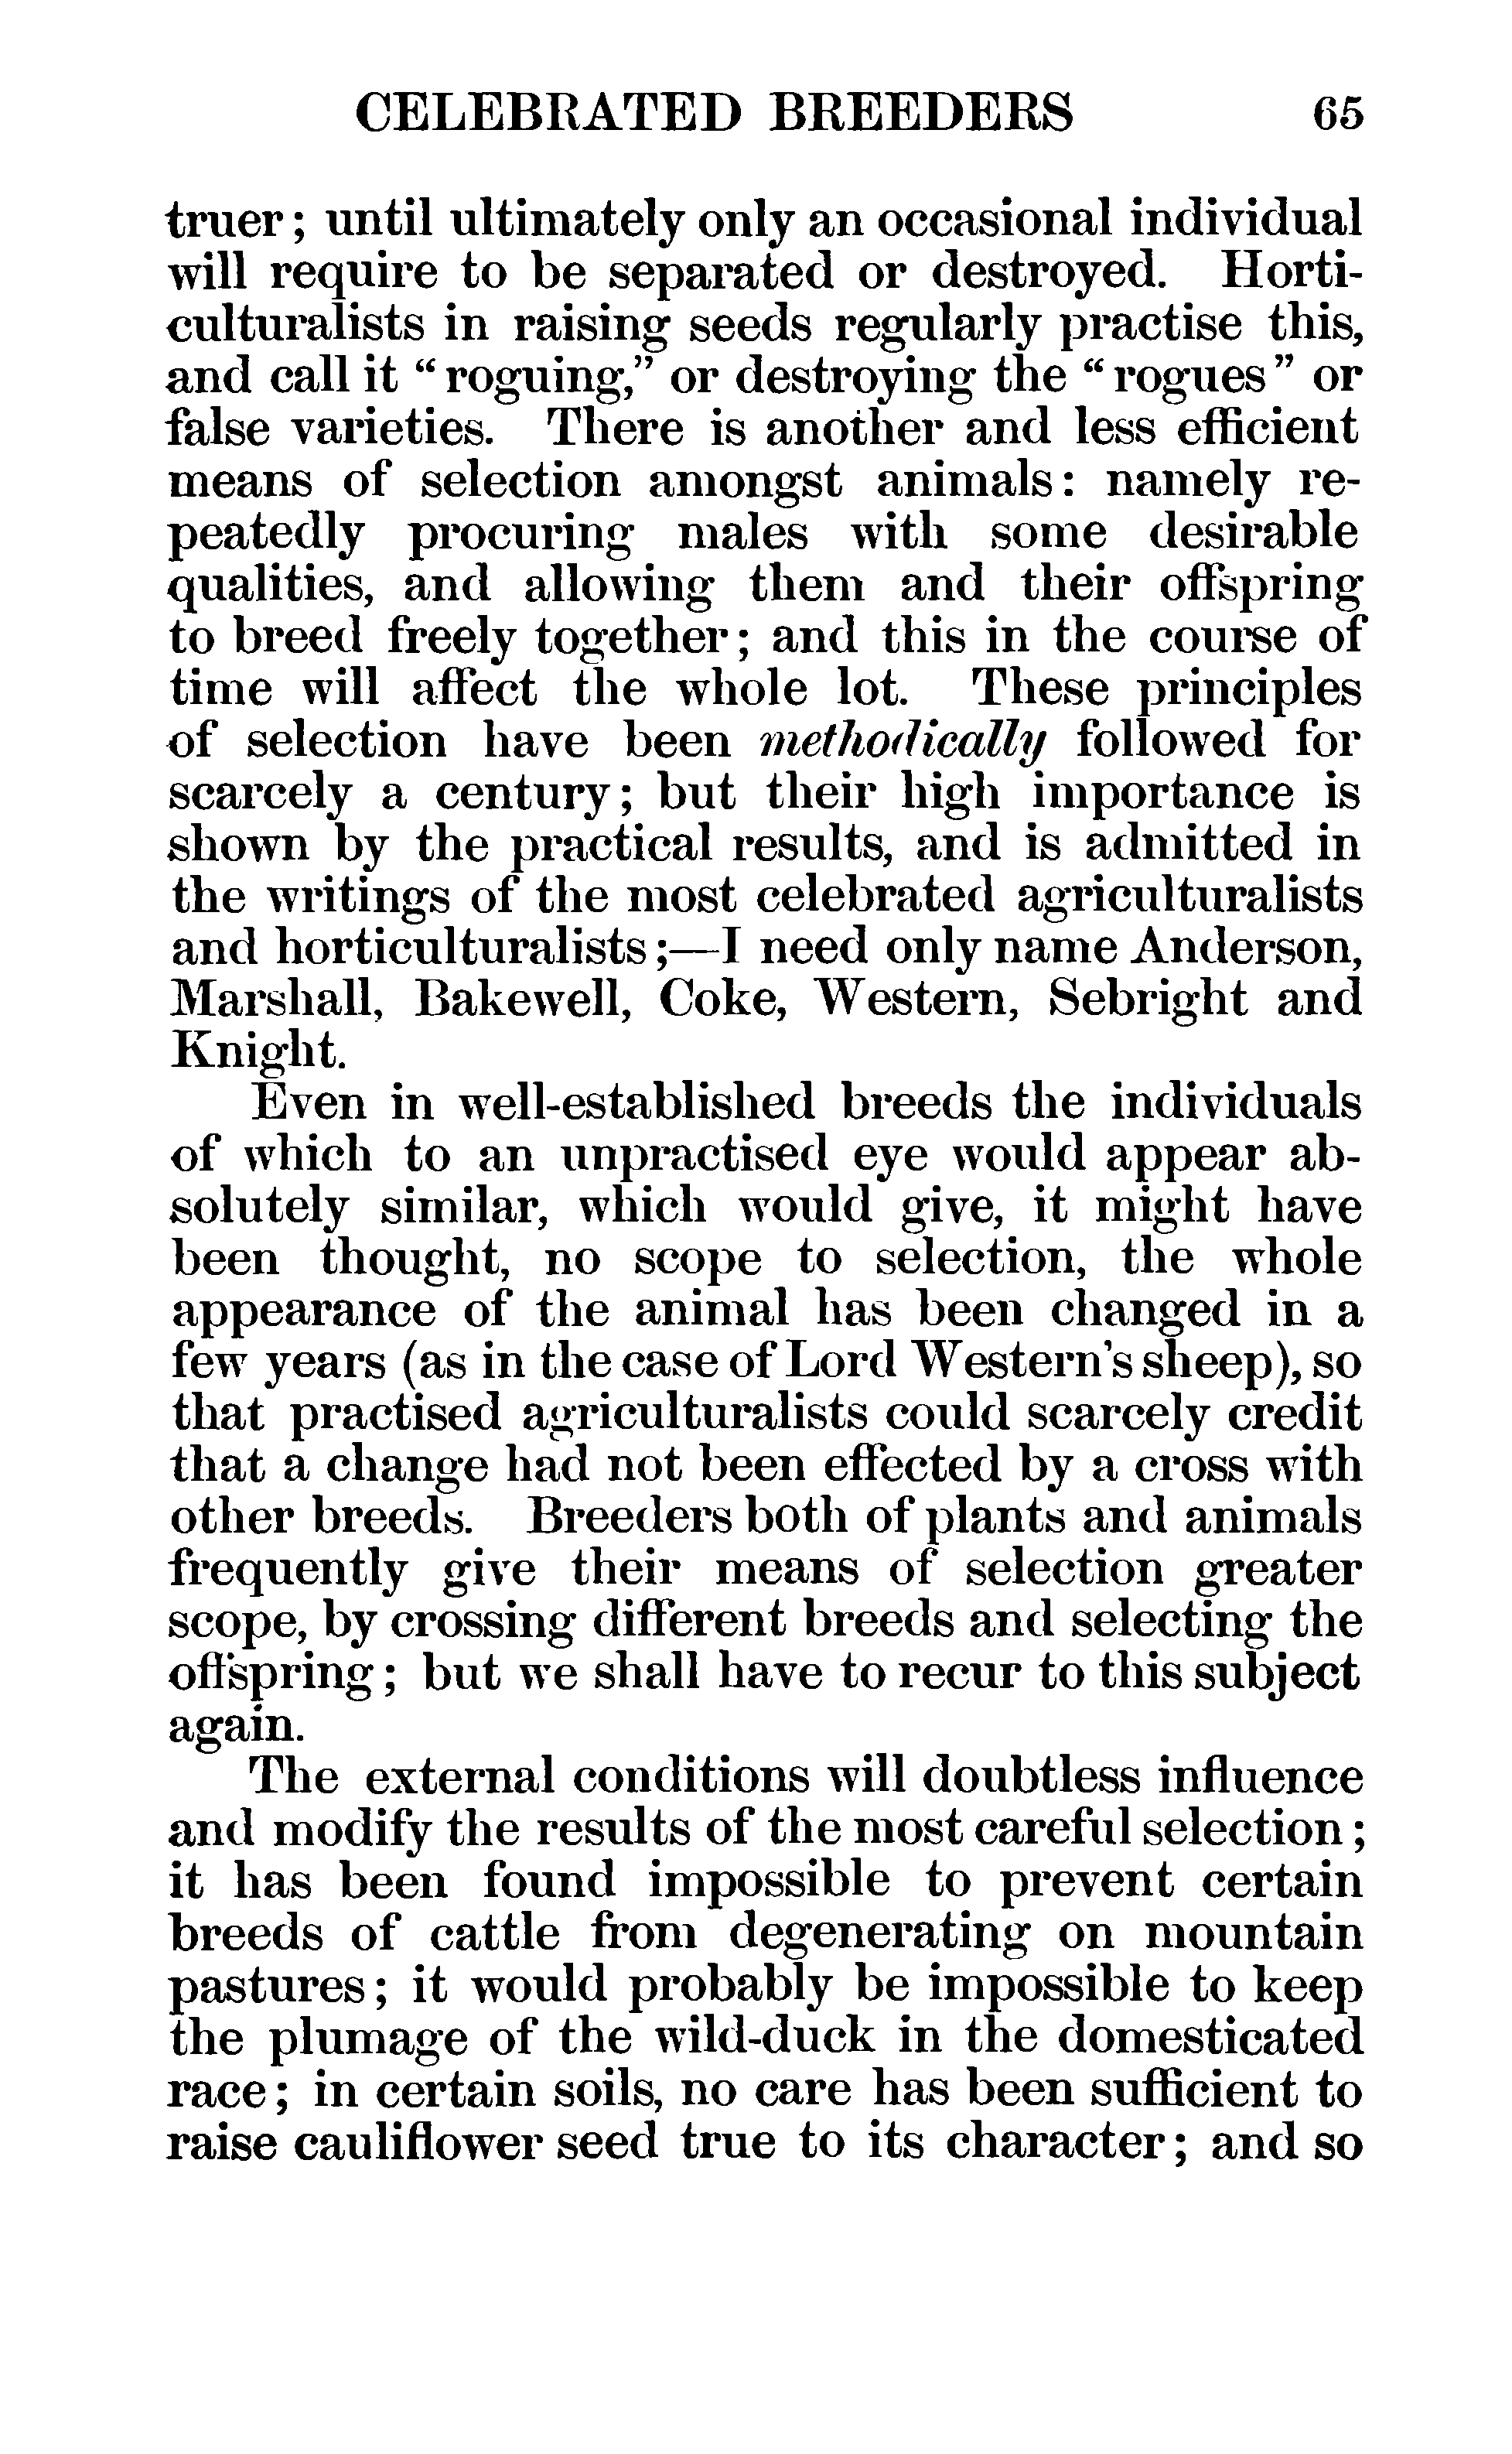 CELEBRATED BREEDERS 65
truer; until ultimately only an occasional individual
will require to be separated or destroyed. Horti-
culturalists in raising seeds regularly practise this,
and call it "roguing," or destroying the "rogues" or
false varieties. There is another and less efficient
means of selection amongst animals: namely re-
peatedly procuring males with some desirable
qualities, and allowing them and their offspring
to breed freely together; and this in the course of
time will affect the whole lot. These principles
of selection have been methodically followed for
scarcely a century; but their high importance is
shown by the practical results, and is admitted in
the writings of the most celebrated agriculturalists
and horticulturalists;—I need only name Anderson,
Marshall, Bakewell, Coke, Western, Sebright and
Knight.
Even in well-established breeds the individuals
of which to an unpractised eye would appear ab-
solutely similar, which would give, it might have
been thought, no scope to selection, the whole
appearance of the animal has been changed in a
few years (as in the case of Lord Western's sheep), so
that practised agriculturalists could scarcely credit
that a change had not been effected by a cross with
other breeds. Breeders both of plants and animals
frequently give their means of selection greater
scope, by crossing different breeds and selecting the
offspring; but we shall have to recur to this subject
again.
The external conditions will doubtless influence
and modify the results of the most careful selection;
it has been found impossible to prevent certain
breeds of cattle from degenerating on mountain
pastures; it would probably be impossible to keep
the plumage of the wild-duck in the domesticated
race; in certain soils, no care has been sufficient to
raise cauliflower seed true to its character; and so